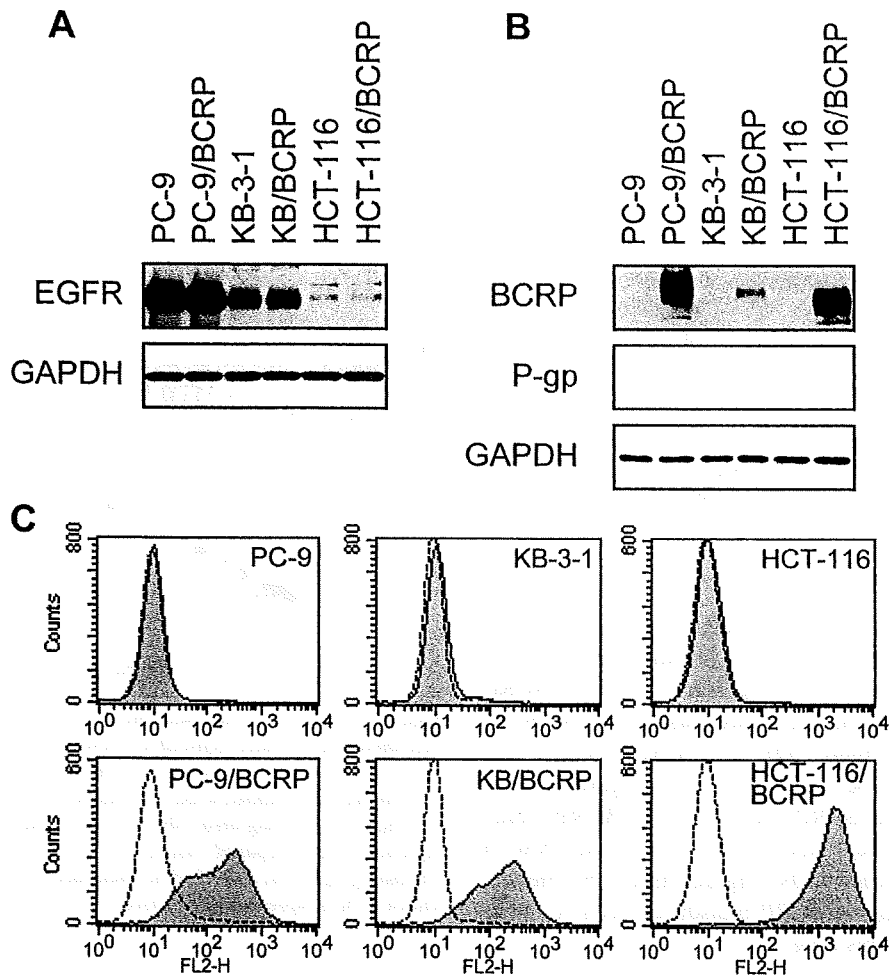 A
PC-9
PC-9/BCRP
KB-3-1
KB/BCRP
HCT-116
HCT-116/BCRP
EGFR
GAPDH
B
PC-9
PC-9/BCRP
KB-3-1
KB/BCRP
HCT-116
HCT-116/BCRP
BCRP
P-gp
GAPDH
C
800
Counts
0
PC-9
10⁰ 10¹ 10² 10³ 10⁴
800
0
KB-3-1
10⁰ 10¹ 10² 10³ 10⁴
600
0
HCT-116
10⁰ 10¹ 10² 10³ 10⁴
600
Counts
0
PC-9/BCRP
10⁰ 10¹ 10² 10³ 10⁴
FL2-H
800
0
KB/BCRP
10⁰ 10¹ 10² 10³ 10⁴
FL2-H
600
0
HCT-116/
BCRP
10⁰ 10¹ 10² 10³ 10⁴
FL2-H